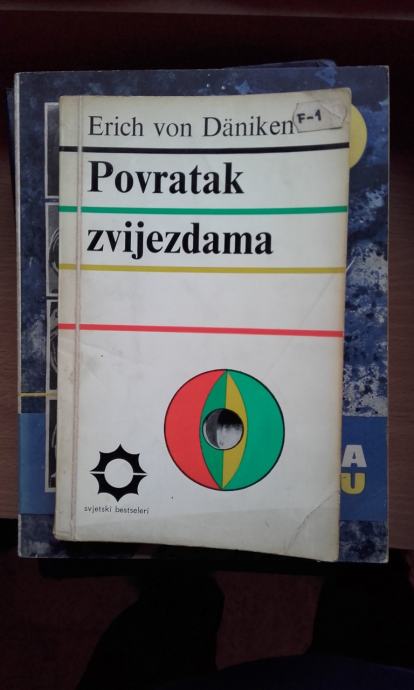 Erich von Däniken
F-1
Povratak
zvijezdama
svjetski bestseleri
A
U